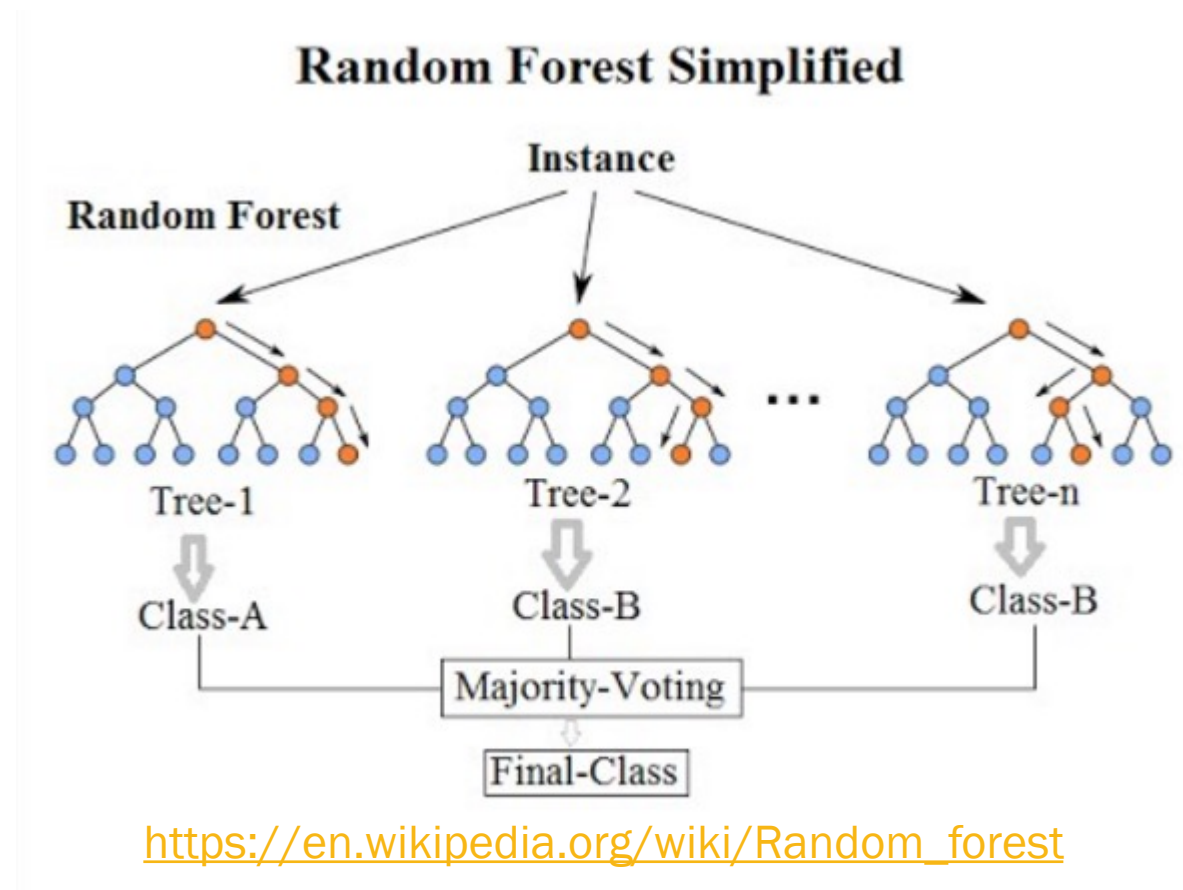 Random Forest Simplified
Instance
Random Forest
...
Tree-1
Tree-2
Tree-n
Class-A
Class-B
Class-B
Majority-Voting
Final-Class
https://en.wikipedia.org/wiki/Random_forest